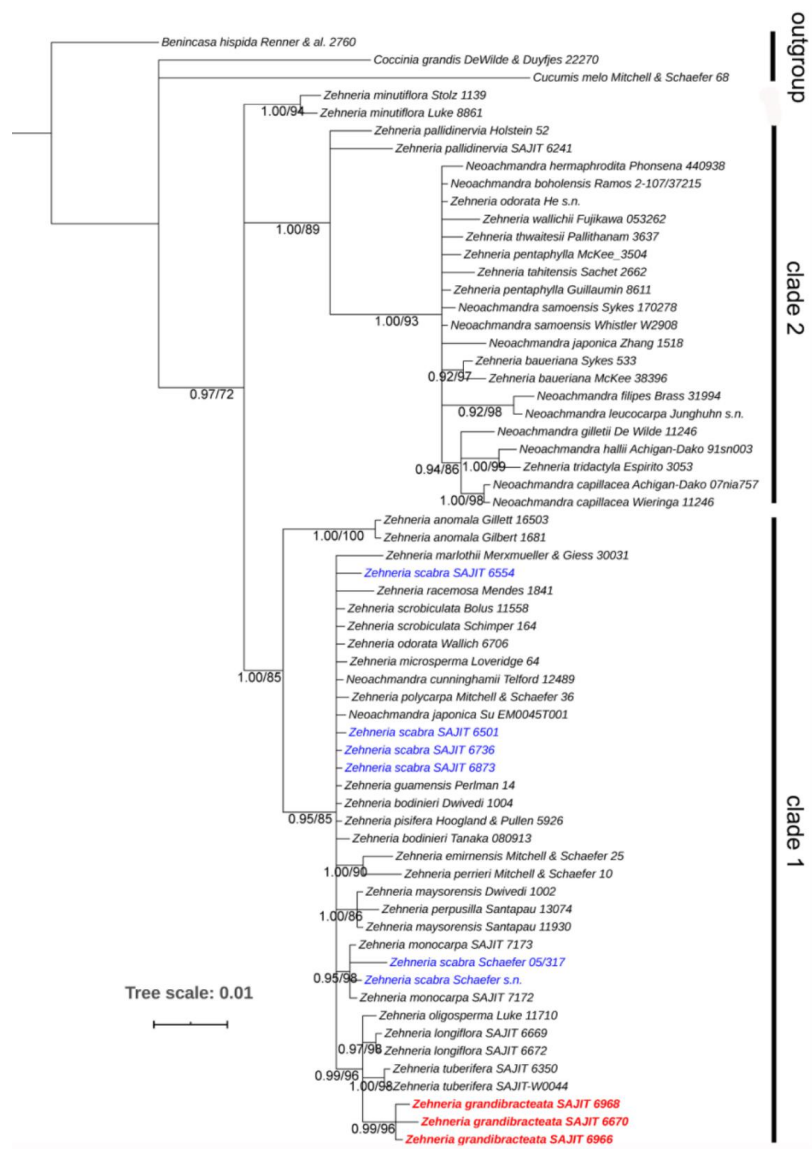 outgroup
Benincasa hispida Renner & al. 2760
Coccinia grandis DeWilde & Duyfjes 22270
Cucumis melo Mitchell & Schaefer 68
Zehneria minutiflora Stolz 1139
1.00/94
Zehneria minutiflora Luke 8861
Zehneria pallidinervia Holstein 52
Zehneria pallidinervia SAJIT 6241
Neoachmandra hermaphrodita Phonsena 440938
Neoachmandra boholensis Ramos 2-107/37215
Zehneria odorata He s.n.
Zehneria wallichii Fujikawa 053262
1.00/89
Zehneria thwaitesii Pallithanam 3637
Zehneria pentaphylla McKee_3504
Zehneria tahitensis Sachet 2662
Zehneria pentaphylla Guillaumin 8611
clade 2
Neoachmandra samoensis Sykes 170278
1.00/93
Neoachmandra samoensis Whistler W2908
Neoachmandra japonica Zhang 1518
Zehneria baueriana Sykes 533
0.92/97
Zehneria baueriana McKee 38396
0.97/72
Neoachmandra filipes Brass 31994
0.92/98
Neoachmandra leucocarpa Junghuhn s.n.
Neoachmandra gilletii De Wilde 11246
Neoachmandra hallii Achigan-Dako 91sn003
0.94/86
1.00/99
Zehneria tridactyla Espirito 3053
Neoachmandra capillacea Achigan-Dako 07nia757
1.00/98
Neoachmandra capillacea Wieringa 11246
Zehneria anomala Gillett 16503
1.00/100
Zehneria anomala Gilbert 1681
Zehneria marlothii Merxmueller & Giess 30031
Zehneria scabra SAJIT 6554
Zehneria racemosa Mendes 1841
Zehneria scrobiculata Bolus 11558
Zehneria scrobiculata Schimper 164
Zehneria odorata Wallich 6706
Zehneria microsperma Loveridge 64
1.00/85
Neoachmandra cunninghamii Telford 12489
Zehneria polycarpa Mitchell & Schaefer 36
Neoachmandra japonica Su EM0045T001
Zehneria scabra SAJIT 6501
Zehneria scabra SAJIT 6736
Zehneria scabra SAJIT 6873
Zehneria guamensis Perlman 14
Zehneria bodinieri Dwivedi 1004
0.95/85
Zehneria pisifera Hoogland & Pullen 5926
clade 1
Zehneria bodinieri Tanaka 080913
Zehneria emirnensis Mitchell & Schaefer 25
1.00/90
Zehneria perrieri Mitchell & Schaefer 10
Zehneria maysorensis Dwivedi 1002
1.00/86
Zehneria perpusilla Santapau 13074
Zehneria maysorensis Santapau 11930
Zehneria monocarpa SAJIT 7173
Zehneria scabra Schaefer 05/317
0.95/98
Zehneria scabra Schaefer s.n.
Tree scale: 0.01
Zehneria monocarpa SAJIT 7172
Zehneria oligosperma Luke 11710
Zehneria longiflora SAJIT 6669
0.97/98
Zehneria longiflora SAJIT 6672
Zehneria tuberifera SAJIT 6350
0.99/96
1.00/98
Zehneria tuberifera SAJIT-W0044
Zehneria grandibracteata SAJIT 6968
Zehneria grandibracteata SAJIT 6670
0.99/96
Zehneria grandibracteata SAJIT 6966